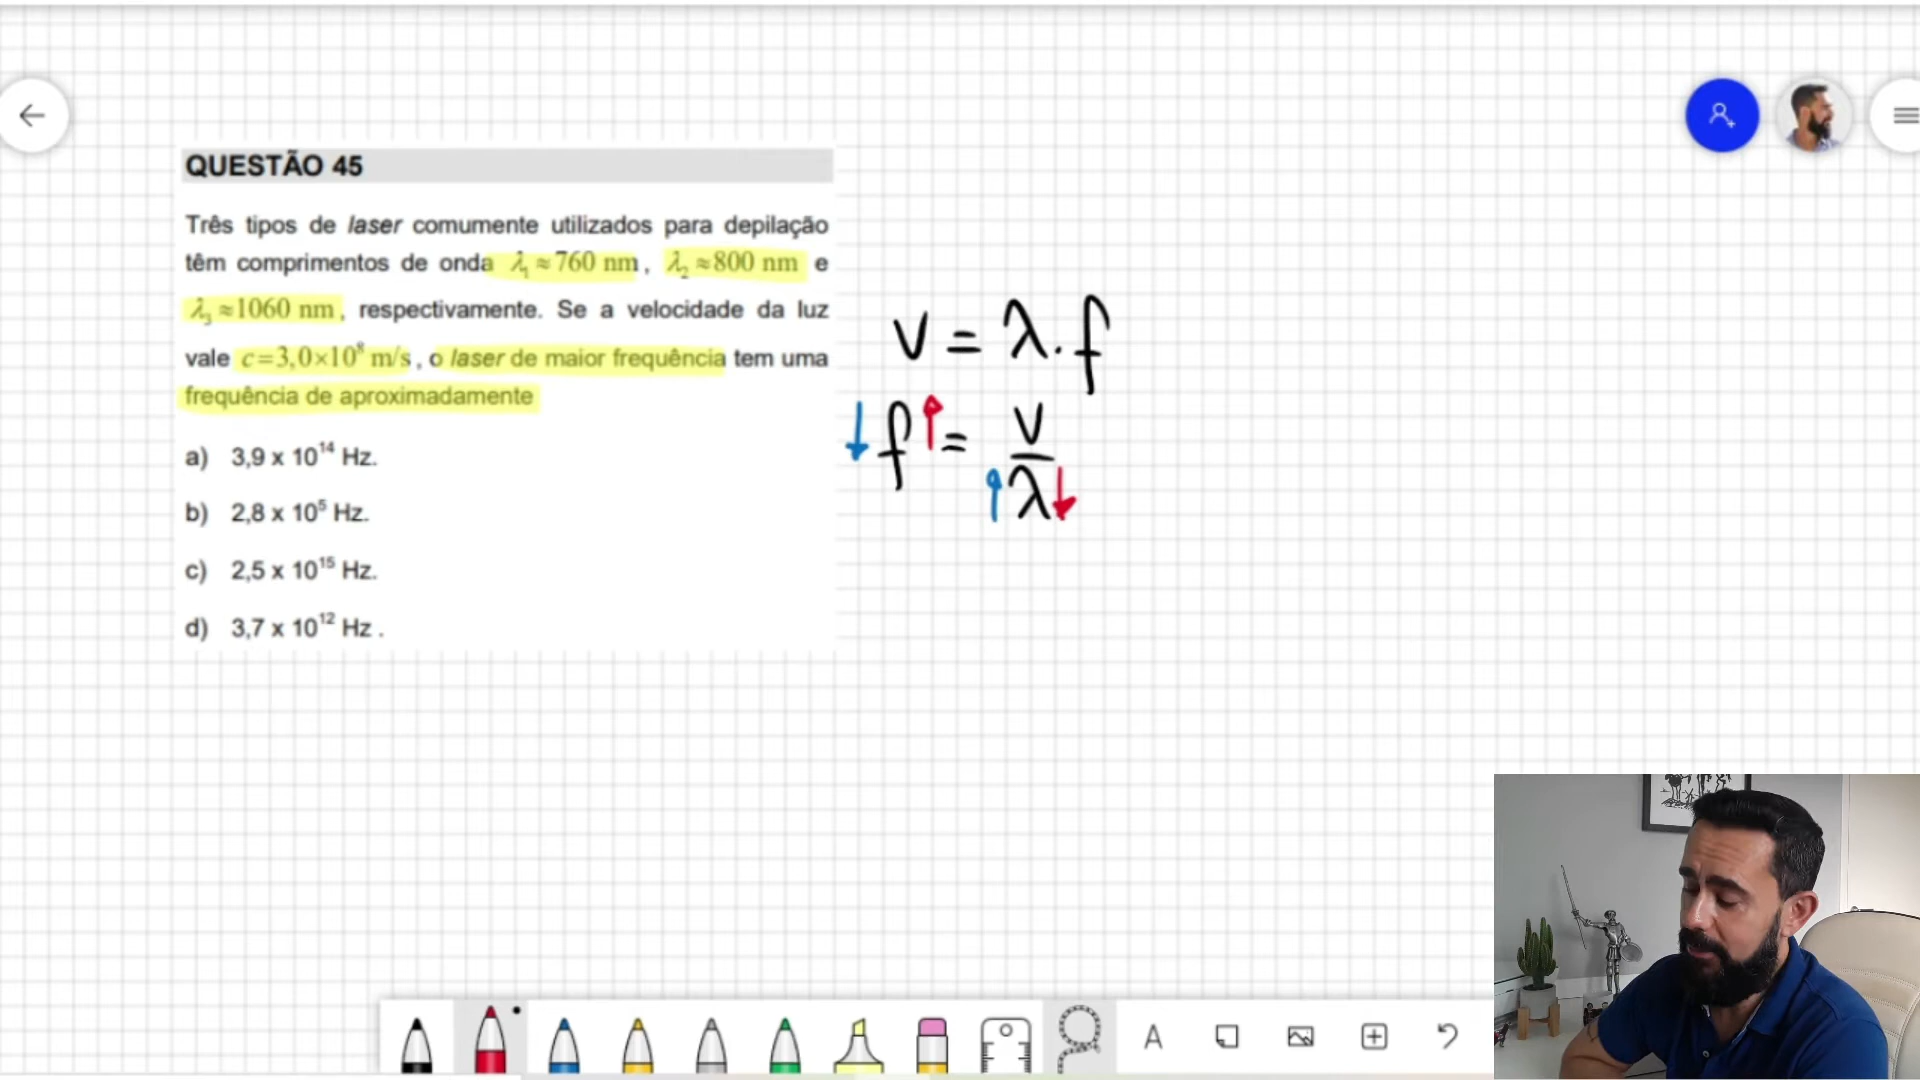 QUESTÃO 45
Três tipos de laser comumente utilizados para depilação
têm comprimentos de onda λ₁ ≈ 760 nm , λ₂ ≈ 800 nm e
λ₃ ≈ 1060 nm , respectivamente. Se a velocidade da luz
vale c = 3,0×10⁸ m/s , o laser de maior frequência tem uma
frequência de aproximadamente
a) 3,9 x 10¹⁴ Hz.
b) 2,8 x 10⁵ Hz.
c) 2,5 x 10¹⁵ Hz.
d) 3,7 x 10¹² Hz .
v = λ . f
↓ f ↑ = v
↑ λ ↓
A